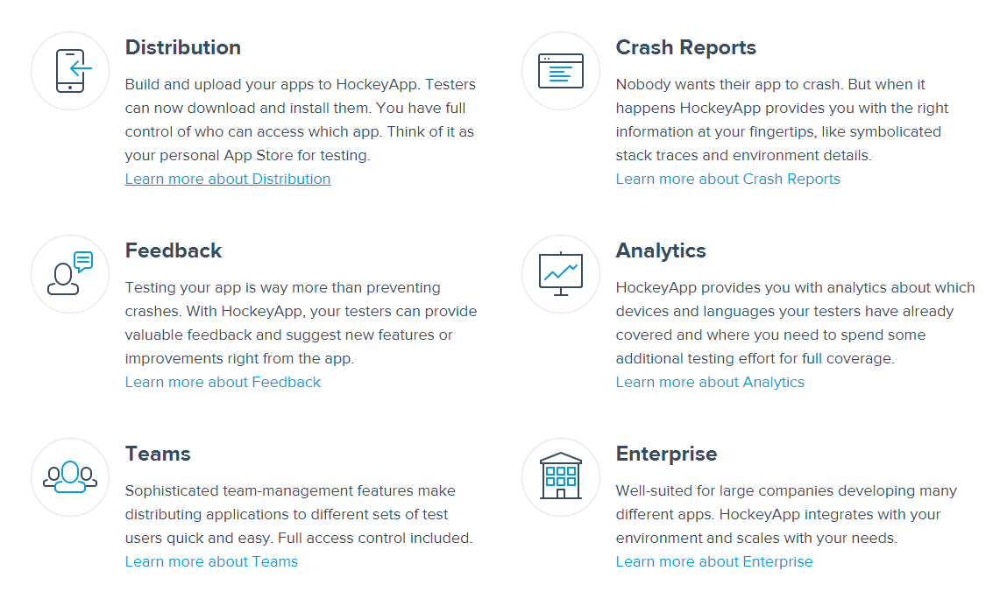 Distribution
Build and upload your apps to HockeyApp. Testers
can now download and install them. You have full
control of who can access which app. Think of it as
your personal App Store for testing.
Learn more about Distribution
Crash Reports
Nobody wants their app to crash. But when it
happens HockeyApp provides you with the right
information at your fingertips, like symbolicated
stack traces and environment details.
Learn more about Crash Reports
Feedback
Testing your app is way more than preventing
crashes. With HockeyApp, your testers can provide
valuable feedback and suggest new features or
improvements right from the app.
Learn more about Feedback
Analytics
HockeyApp provides you with analytics about which
devices and languages your testers have already
covered and where you need to spend some
additional testing effort for full coverage.
Learn more about Analytics
Teams
Sophisticated team-management features make
distributing applications to different sets of test
users quick and easy. Full access control included.
Learn more about Teams
Enterprise
Well-suited for large companies developing many
different apps. HockeyApp integrates with your
environment and scales with your needs.
Learn more about Enterprise